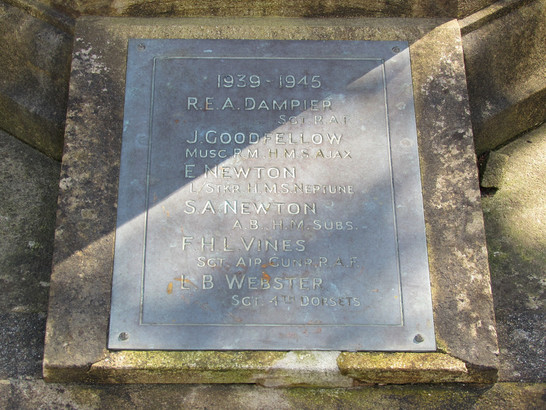 1939 - 1945
R.E.A. DAMPIER
SGT. R.A.F.
J. GOODFELLOW
MUSC. R.M. H.M.S. AJAX
E. NEWTON
L. STKR. H.M.S. NEPTUNE
S.A. NEWTON
A.B. H.M. SUBS.
F.H.L. VINES
SGT. AIR GUNR. R.A.F.
L.B. WEBSTER
SGT. 4TH DORSETS